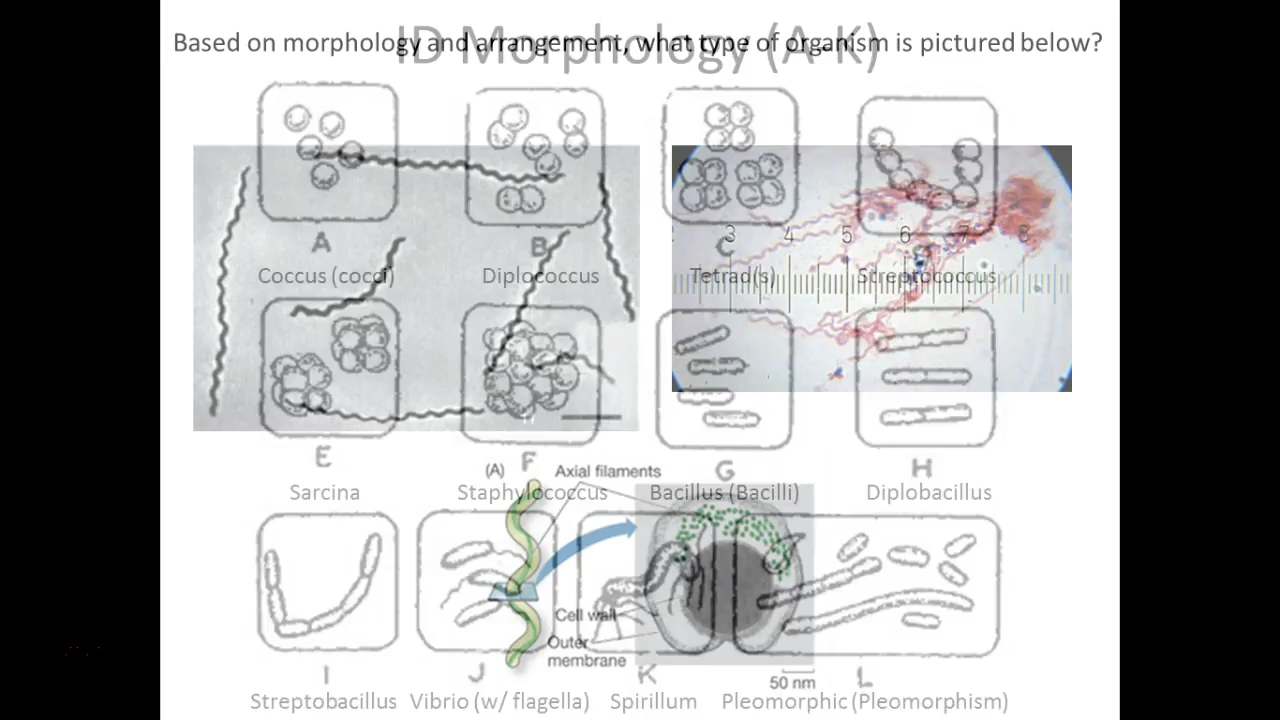 ID Morphology (A-K)
Based on morphology and arrangement, what type of organism is pictured below?
A B C
3 4 5 6 7 8
Coccus (cocci) Diplococcus Tetrad(s) Streptococcus
E F G H
(A) Axial filaments
Sarcina Staphylococcus Bacillus (Bacilli) Diplobacillus
Cell wall
Outer
membrane
I J K L
50 nm
Streptobacillus Vibrio (w/ flagella) Spirillum Pleomorphic (Pleomorphism)